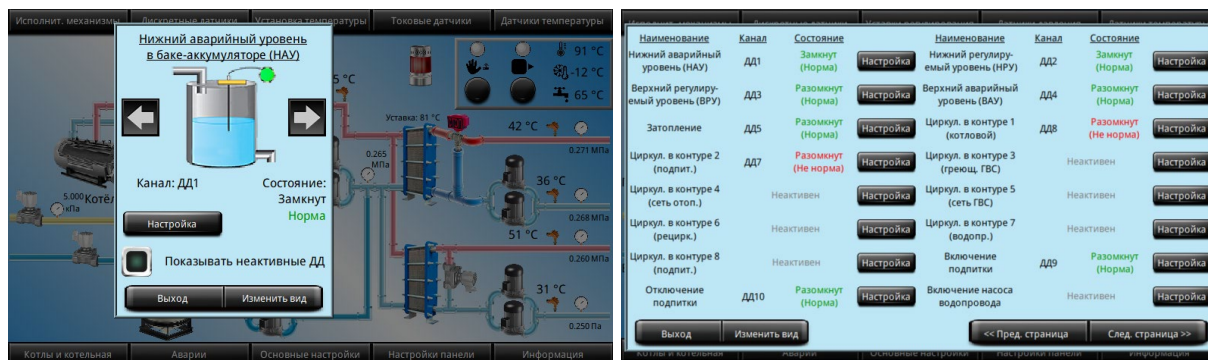 Исполнит. механизмы Дискретные датчики Установка температуры Токовые датчики Датчики температуры
Нижний аварийный уровень
в баке-аккумуляторе (НАУ)
91 °C
-12 °C
65 °C
5 °C
Уставка: 81 °C
42 °C
0.271 МПа
0.265
МПа
36 °C
Канал: ДД1 Состояние:
Замкнут
Норма
5.000 Котёл
кПа
0.268 МПа
Настройка
51 °C
0.260 МПа
Показывать неактивные ДД
31 °C
Выход Изменить вид
0.250 Па
Котлы и котельная Аварии Основные настройки Настройки панели Информация
Наименование Канал Состояние Наименование Канал Состояние
Нижний аварийный Замкнут Нижний регулиру- Замкнут
уровень (НАУ) ДД1 (Норма) Настройка емый уровень (НРУ) ДД2 (Норма) Настройка
Верхний регулиру- Разомкнут Верхний аварийный Разомкнут
емый уровень (ВРУ) ДД3 (Норма) Настройка уровень (ВАУ) ДД4 (Норма) Настройка
Затопление ДД5 Разомкнут Настройка Циркул. в контуре 1 ДД8 Разомкнут Настройка
(Норма) (котловой) (Не норма)
Циркул. в контуре 2 Разомкнут Циркул. в контуре 3
(подпит.) ДД7 (Не норма) Настройка (греющ. ГВС) Неактивен Настройка
Циркул. в контуре 4 Циркул. в контуре 5
(сеть отоп.) Неактивен Настройка (сеть ГВС) Неактивен Настройка
Циркул. в контуре 6 Циркул. в контуре 7
(рецирк.) Неактивен Настройка (водопр.) Неактивен Настройка
Циркул. в контуре 8 Включение Разомкнут
(подпит.) Неактивен Настройка подпитки ДД9 (Норма) Настройка
Отключение Разомкнут Включение насоса
подпитки ДД10 (Норма) Настройка водопровода Неактивен Настройка
Выход Изменить вид << Пред. страница След. страница >>
Котлы и котельная Аварии Основные настройки Настройки панели Информация